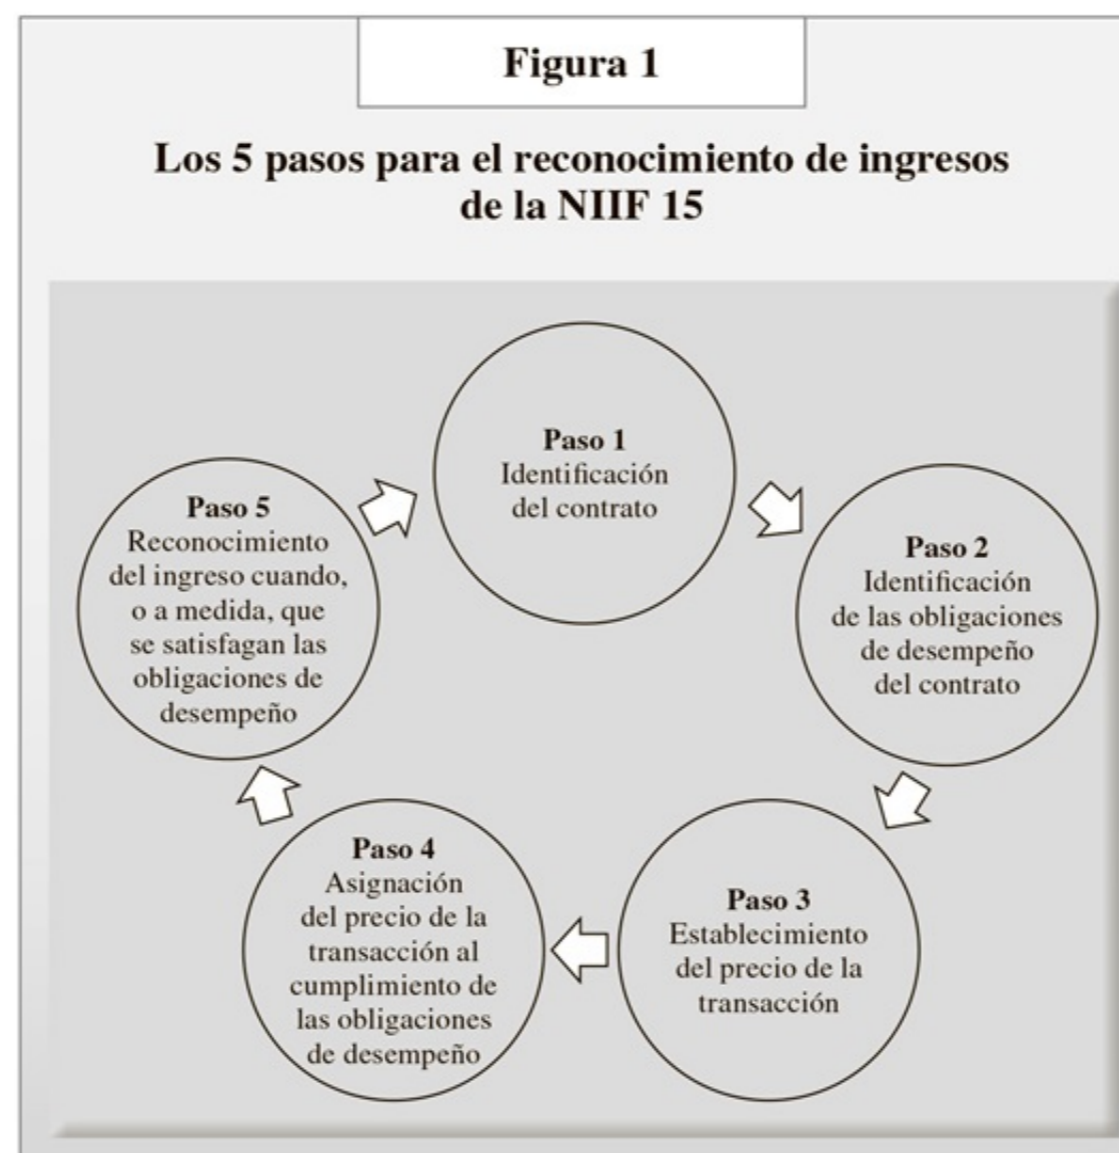 Figura 1
Los 5 pasos para el reconocimiento de ingresos
de la NIIF 15
Paso 1
Identificación
del contrato
Paso 2
Identificación
de las obligaciones
de desempeño
del contrato
Paso 3
Establecimiento
del precio de la
transacción
Paso 4
Asignación
del precio de la
transacción al
cumplimiento de
las obligaciones
de desempeño
Paso 5
Reconocimiento
del ingreso cuando,
o a medida, que
se satisfagan las
obligaciones de
desempeño